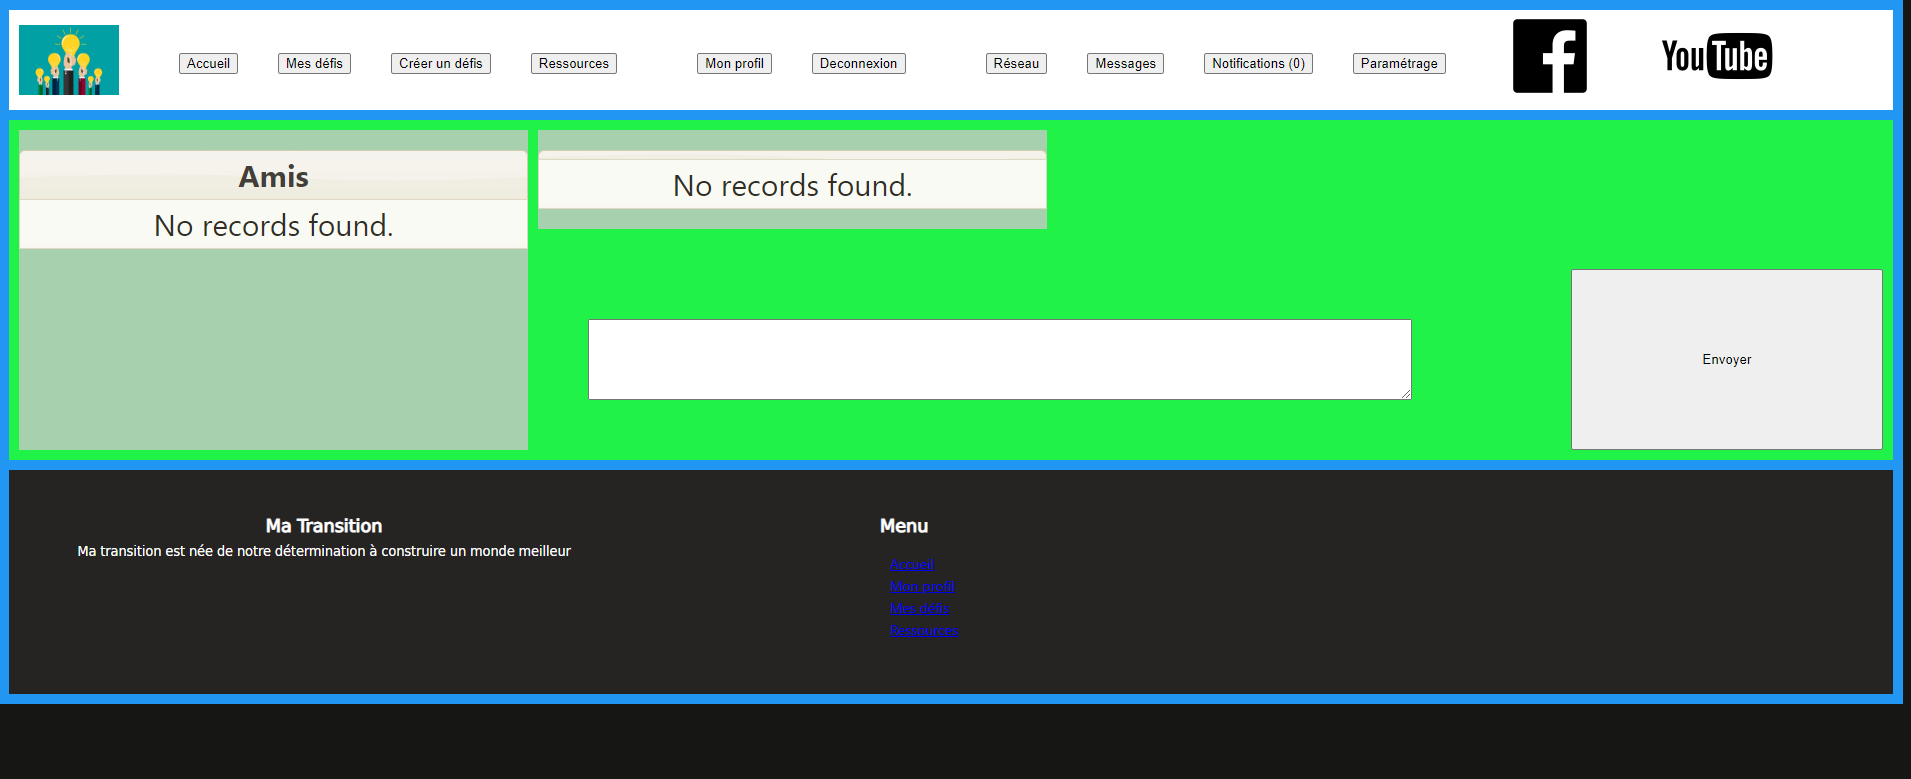 Accueil Mes défis Créer un défis Ressources Mon profil Deconnexion Réseau Messages Notifications (0) Paramétrage YouTube
Amis
No records found.
No records found.
Envoyer
Ma Transition
Ma transition est née de notre détermination à construire un monde meilleur
Menu
Accueil
Mon profil
Mes défis
Ressources